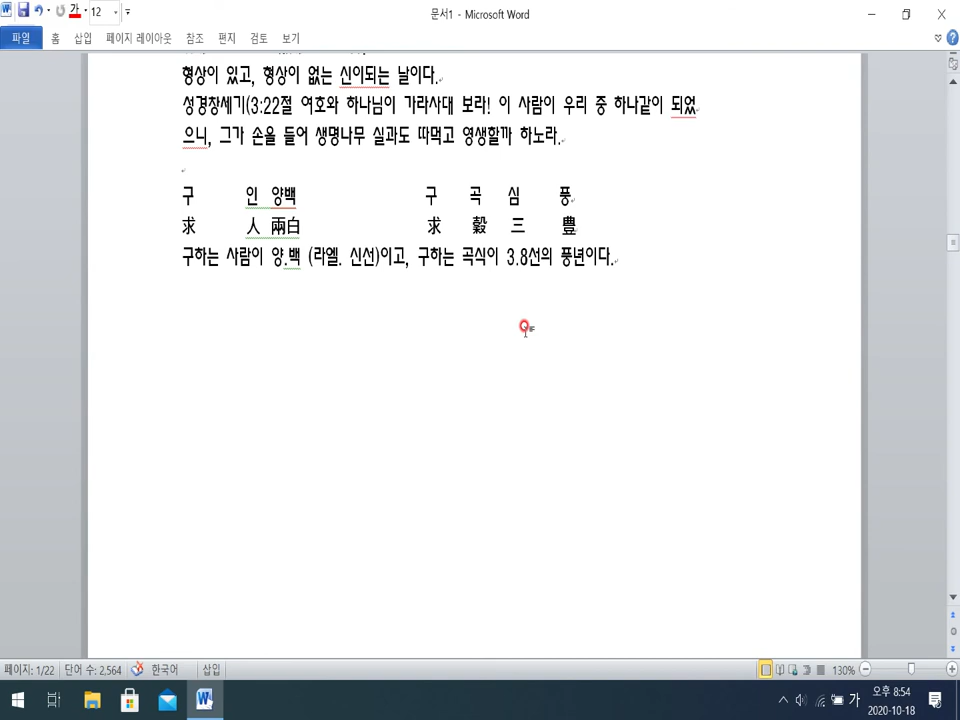 문서1 - Microsoft Word
가 12
파일 홈 삽입 페이지 레이아웃 참조 편지 검토 보기
형상이 있고, 형상이 없는 신이되는 날이다.
성경창세기(3:22절 여호와 하나님이 가라사대 보라! 이 사람이 우리 중 하나같이 되었
으니, 그가 손을 들어 생명나무 실과도 따먹고 영생할까 하노라.
구 인 양백 구 곡 심 풍
求 人 兩白 求 穀 三 豊
구하는 사람이 양.백 (라엘. 신선)이고, 구하는 곡식이 3.8선의 풍년이다.
페이지: 1/22 단어 수: 2,564 한국어 삽입 130%
가 오후 8:54
2020-10-18